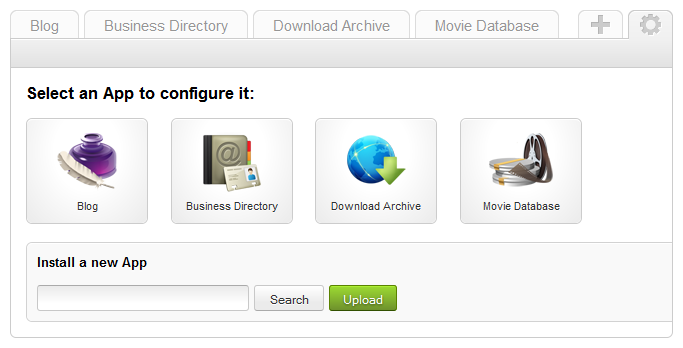 Blog Business Directory Download Archive Movie Database
Select an App to configure it:
Blog Business Directory Download Archive Movie Database
Install a new App
Search Upload